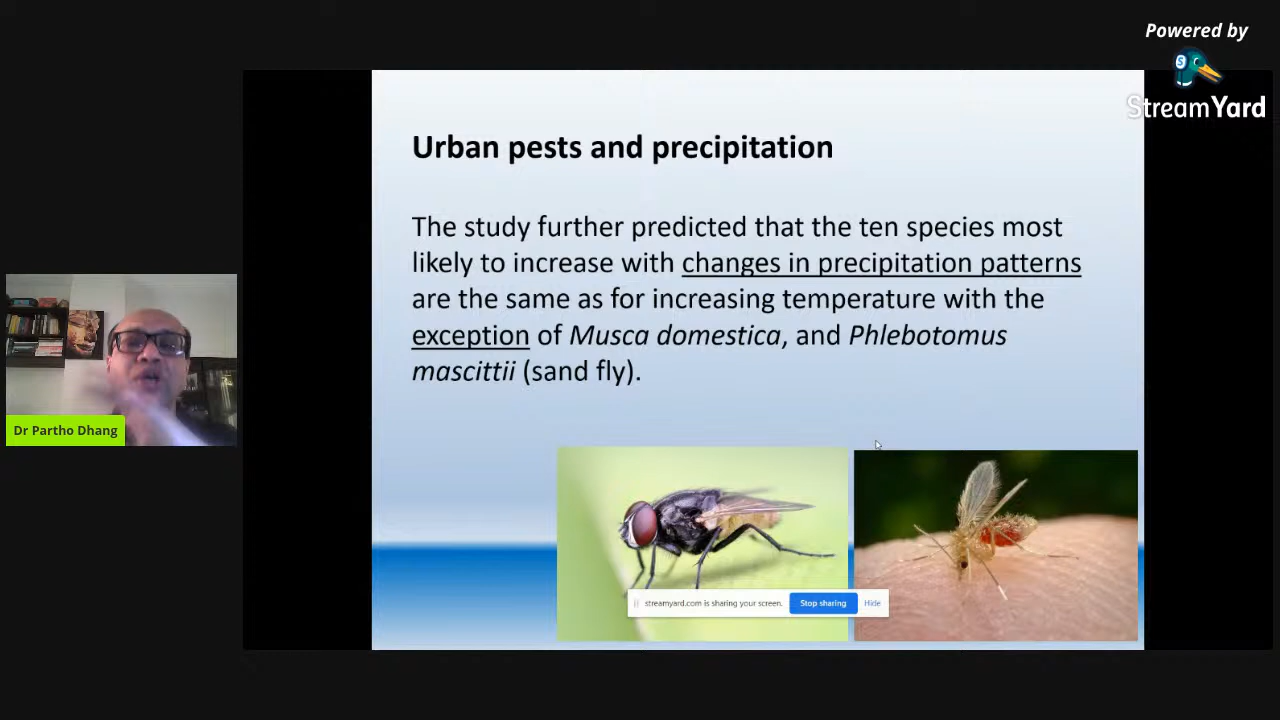 Powered by
StreamYard
Urban pests and precipitation
The study further predicted that the ten species most
likely to increase with changes in precipitation patterns
are the same as for increasing temperature with the
exception of Musca domestica, and Phlebotomus
mascittii (sand fly).
Dr Partho Dhang
streamyard.com is sharing your screen.
Stop sharing
Hide